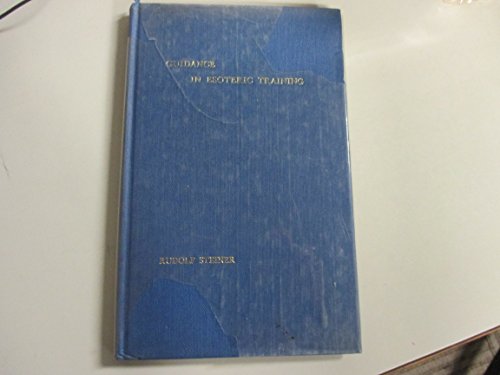 GUIDANCE
IN ESOTERIC TRAINING
RUDOLF STEINER